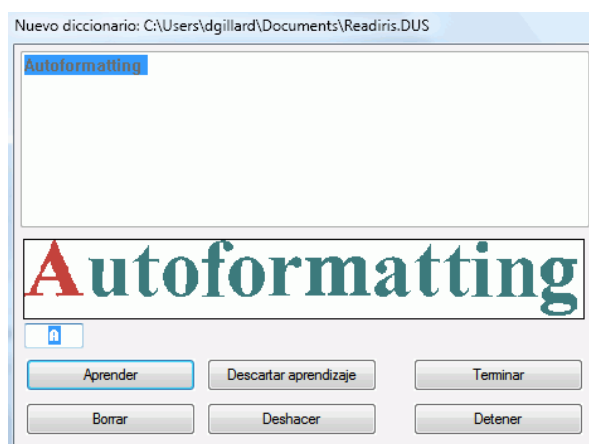 Nuevo diccionario: C:\Users\dgillard\Documents\Readiris.DUS
Autoformatting
Autoformatting
A
Aprender Descartar aprendizaje Terminar
Borrar Deshacer Detener